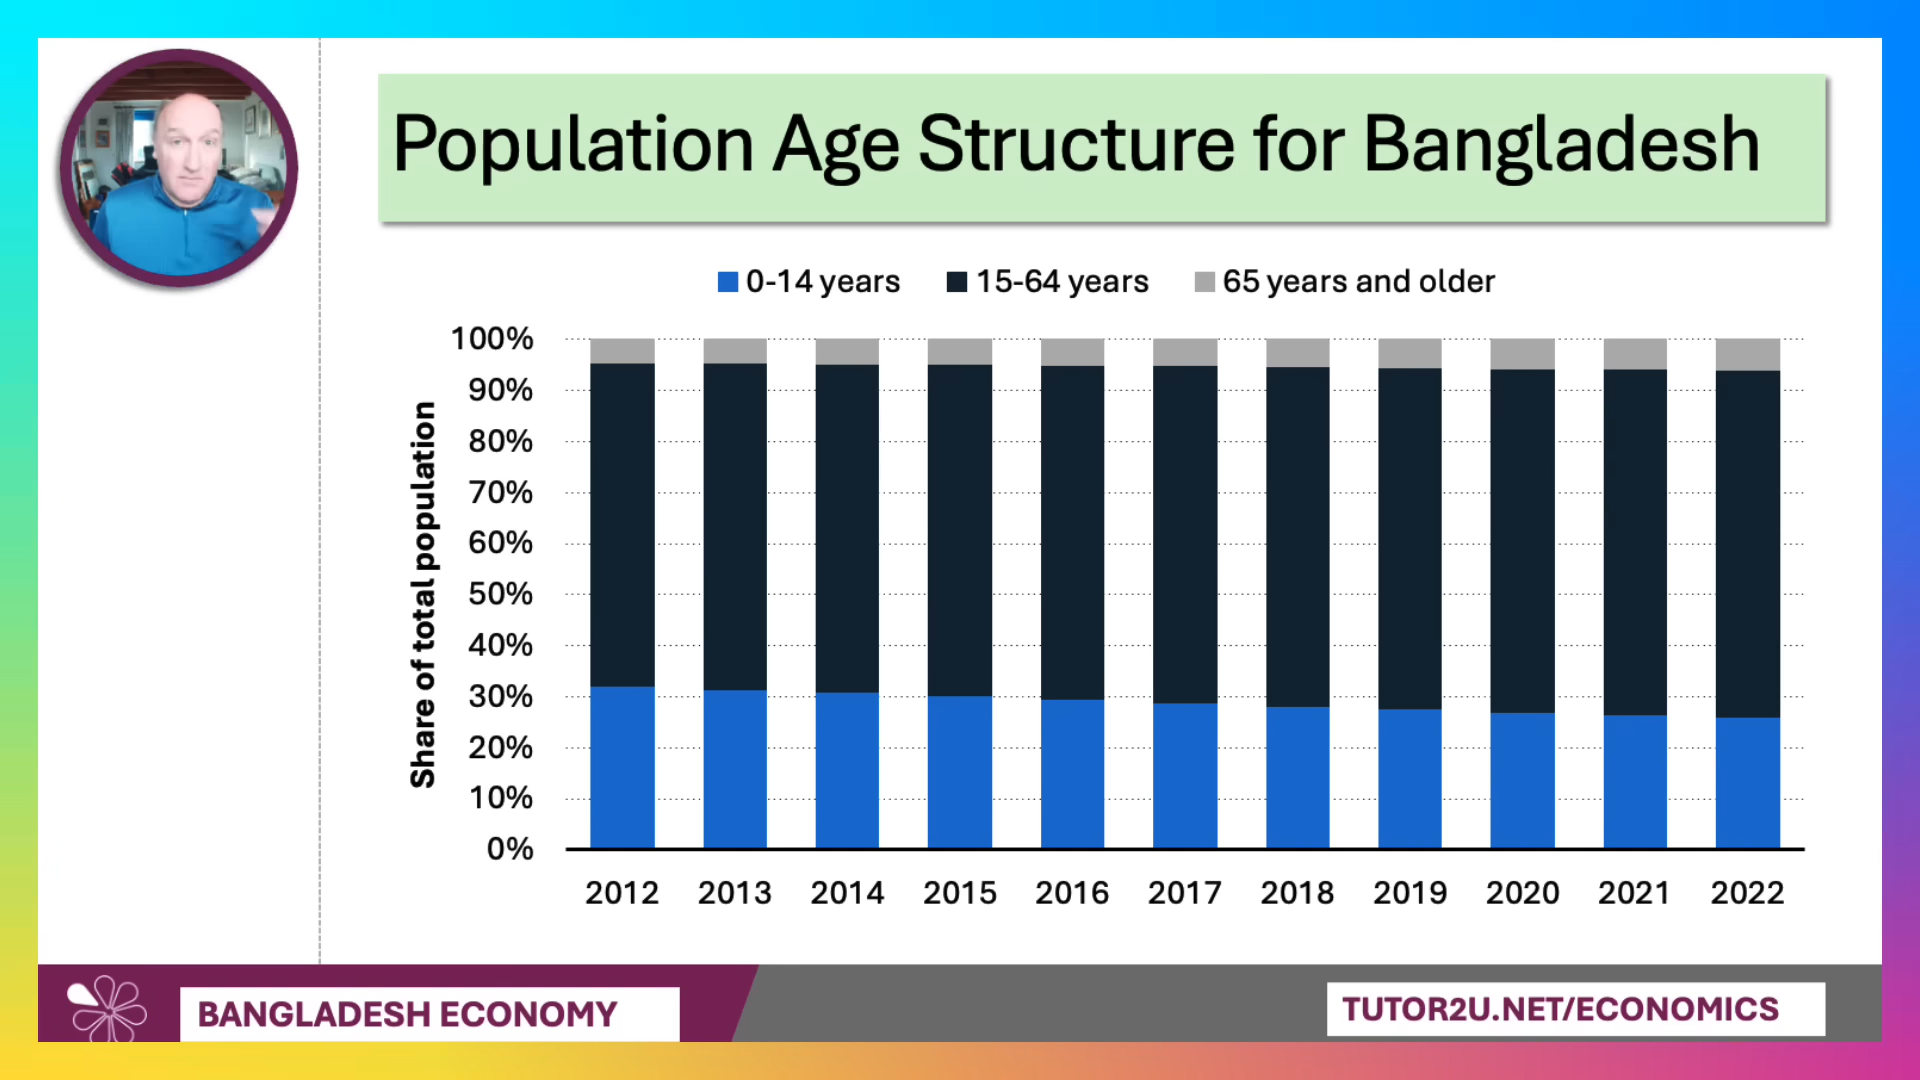 Population Age Structure for Bangladesh
0-14 years 15-64 years 65 years and older
Share of total population
100%
90%
80%
70%
60%
50%
40%
30%
20%
10%
0%
2012 2013 2014 2015 2016 2017 2018 2019 2020 2021 2022
BANGLADESH ECONOMY
TUTOR2U.NET/ECONOMICS